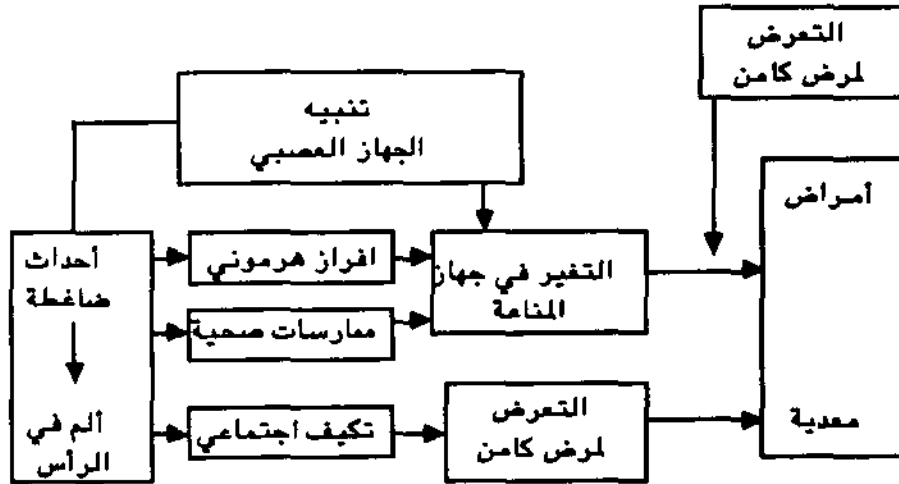 التعرض
لمرض كامن
تنبيه
الجهاز العصبي
أمراض
أحداث
ضاغطة
افراز هرموني
التغير في جهاز
المناعة
ممارسات صحية
ألم في
الرأس
تكيف أجتماعي
التعرض
لمرض كامن
معدية